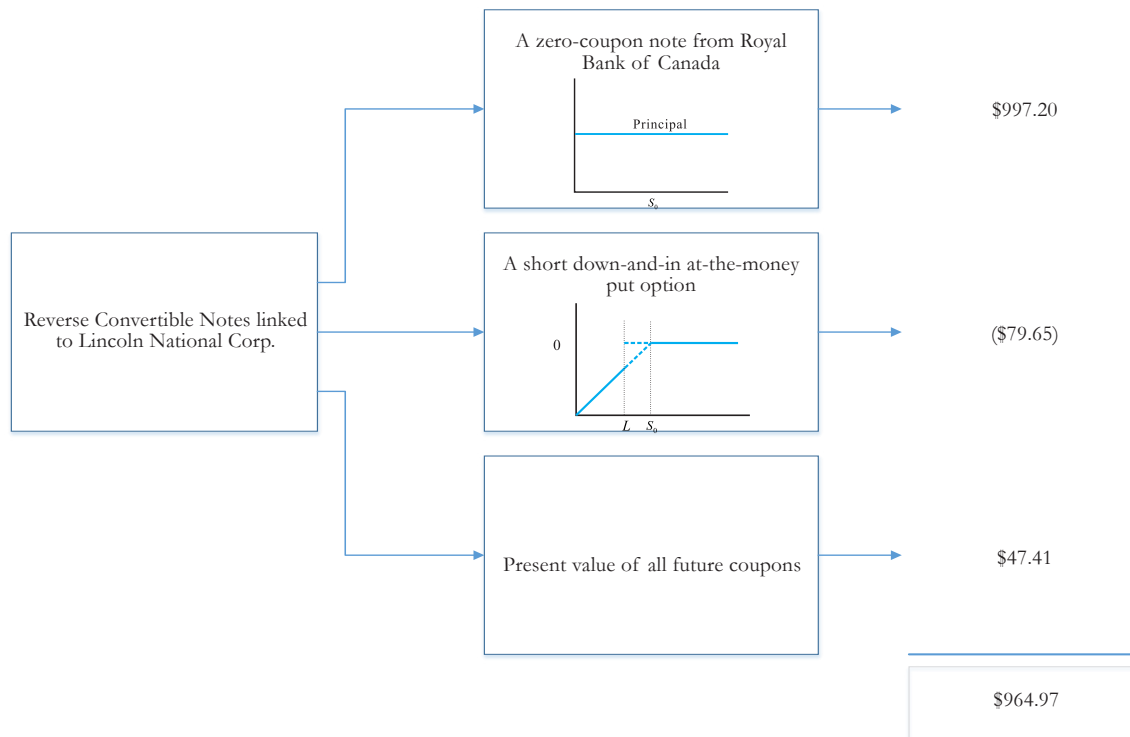 A zero-coupon note from Royal
Bank of Canada
Principal
S₀
$997.20
Reverse Convertible Notes linked
to Lincoln National Corp.
A short down-and-in at-the-money
put option
0
L S₀
($79.65)
Present value of all future coupons
$47.41
$964.97